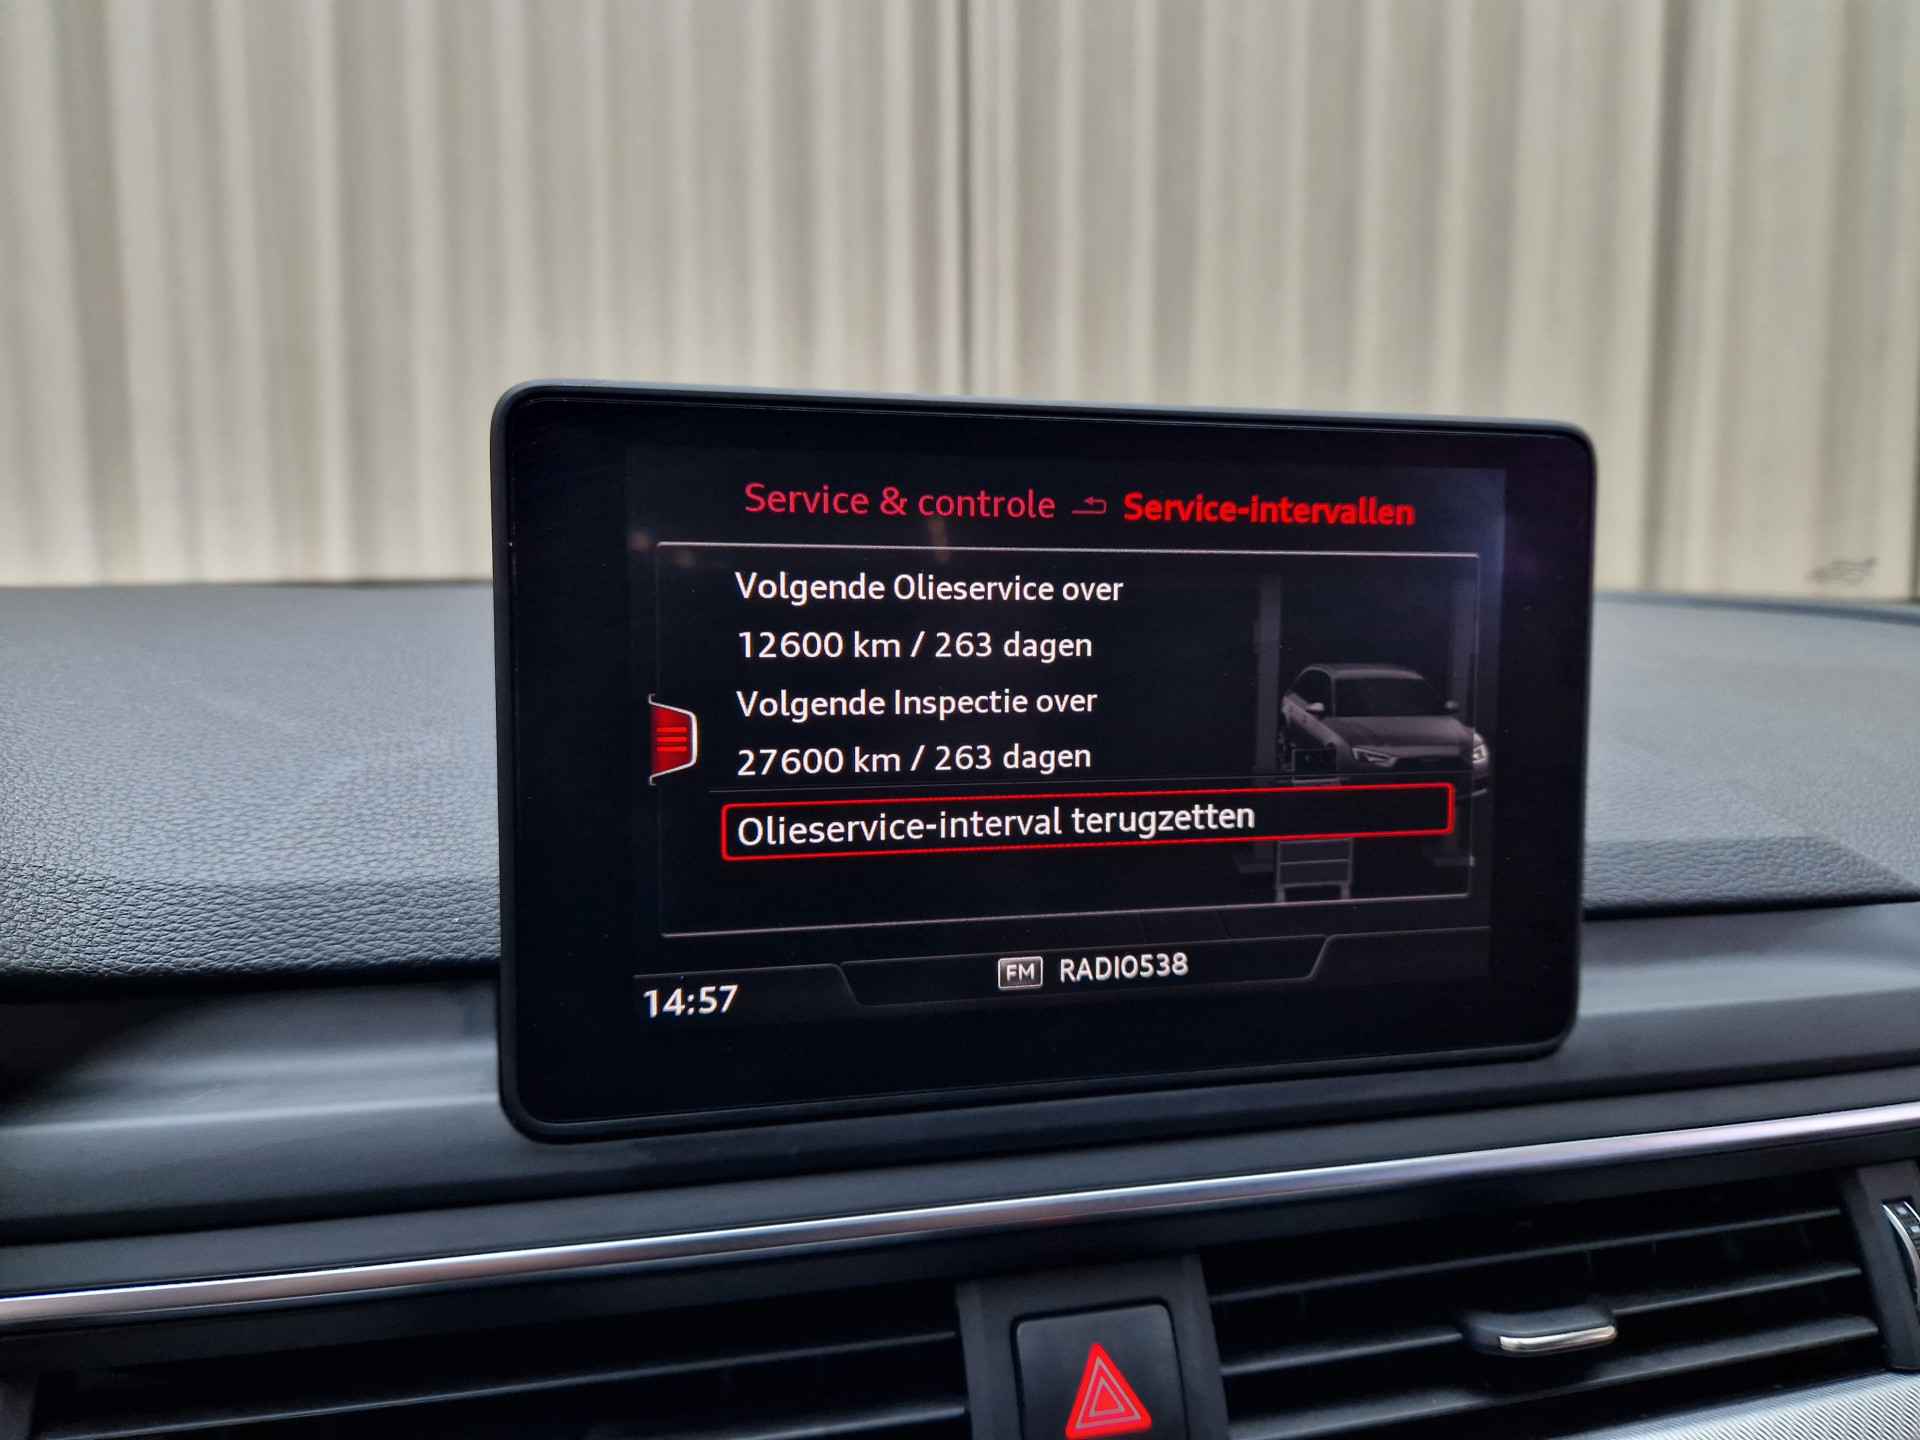 Service & controle Service-intervallen
Volgende Olieservice over
12600 km / 263 dagen
Volgende Inspectie over
27600 km / 263 dagen
Olieservice-interval terugzetten
FM RADIO538
14:57